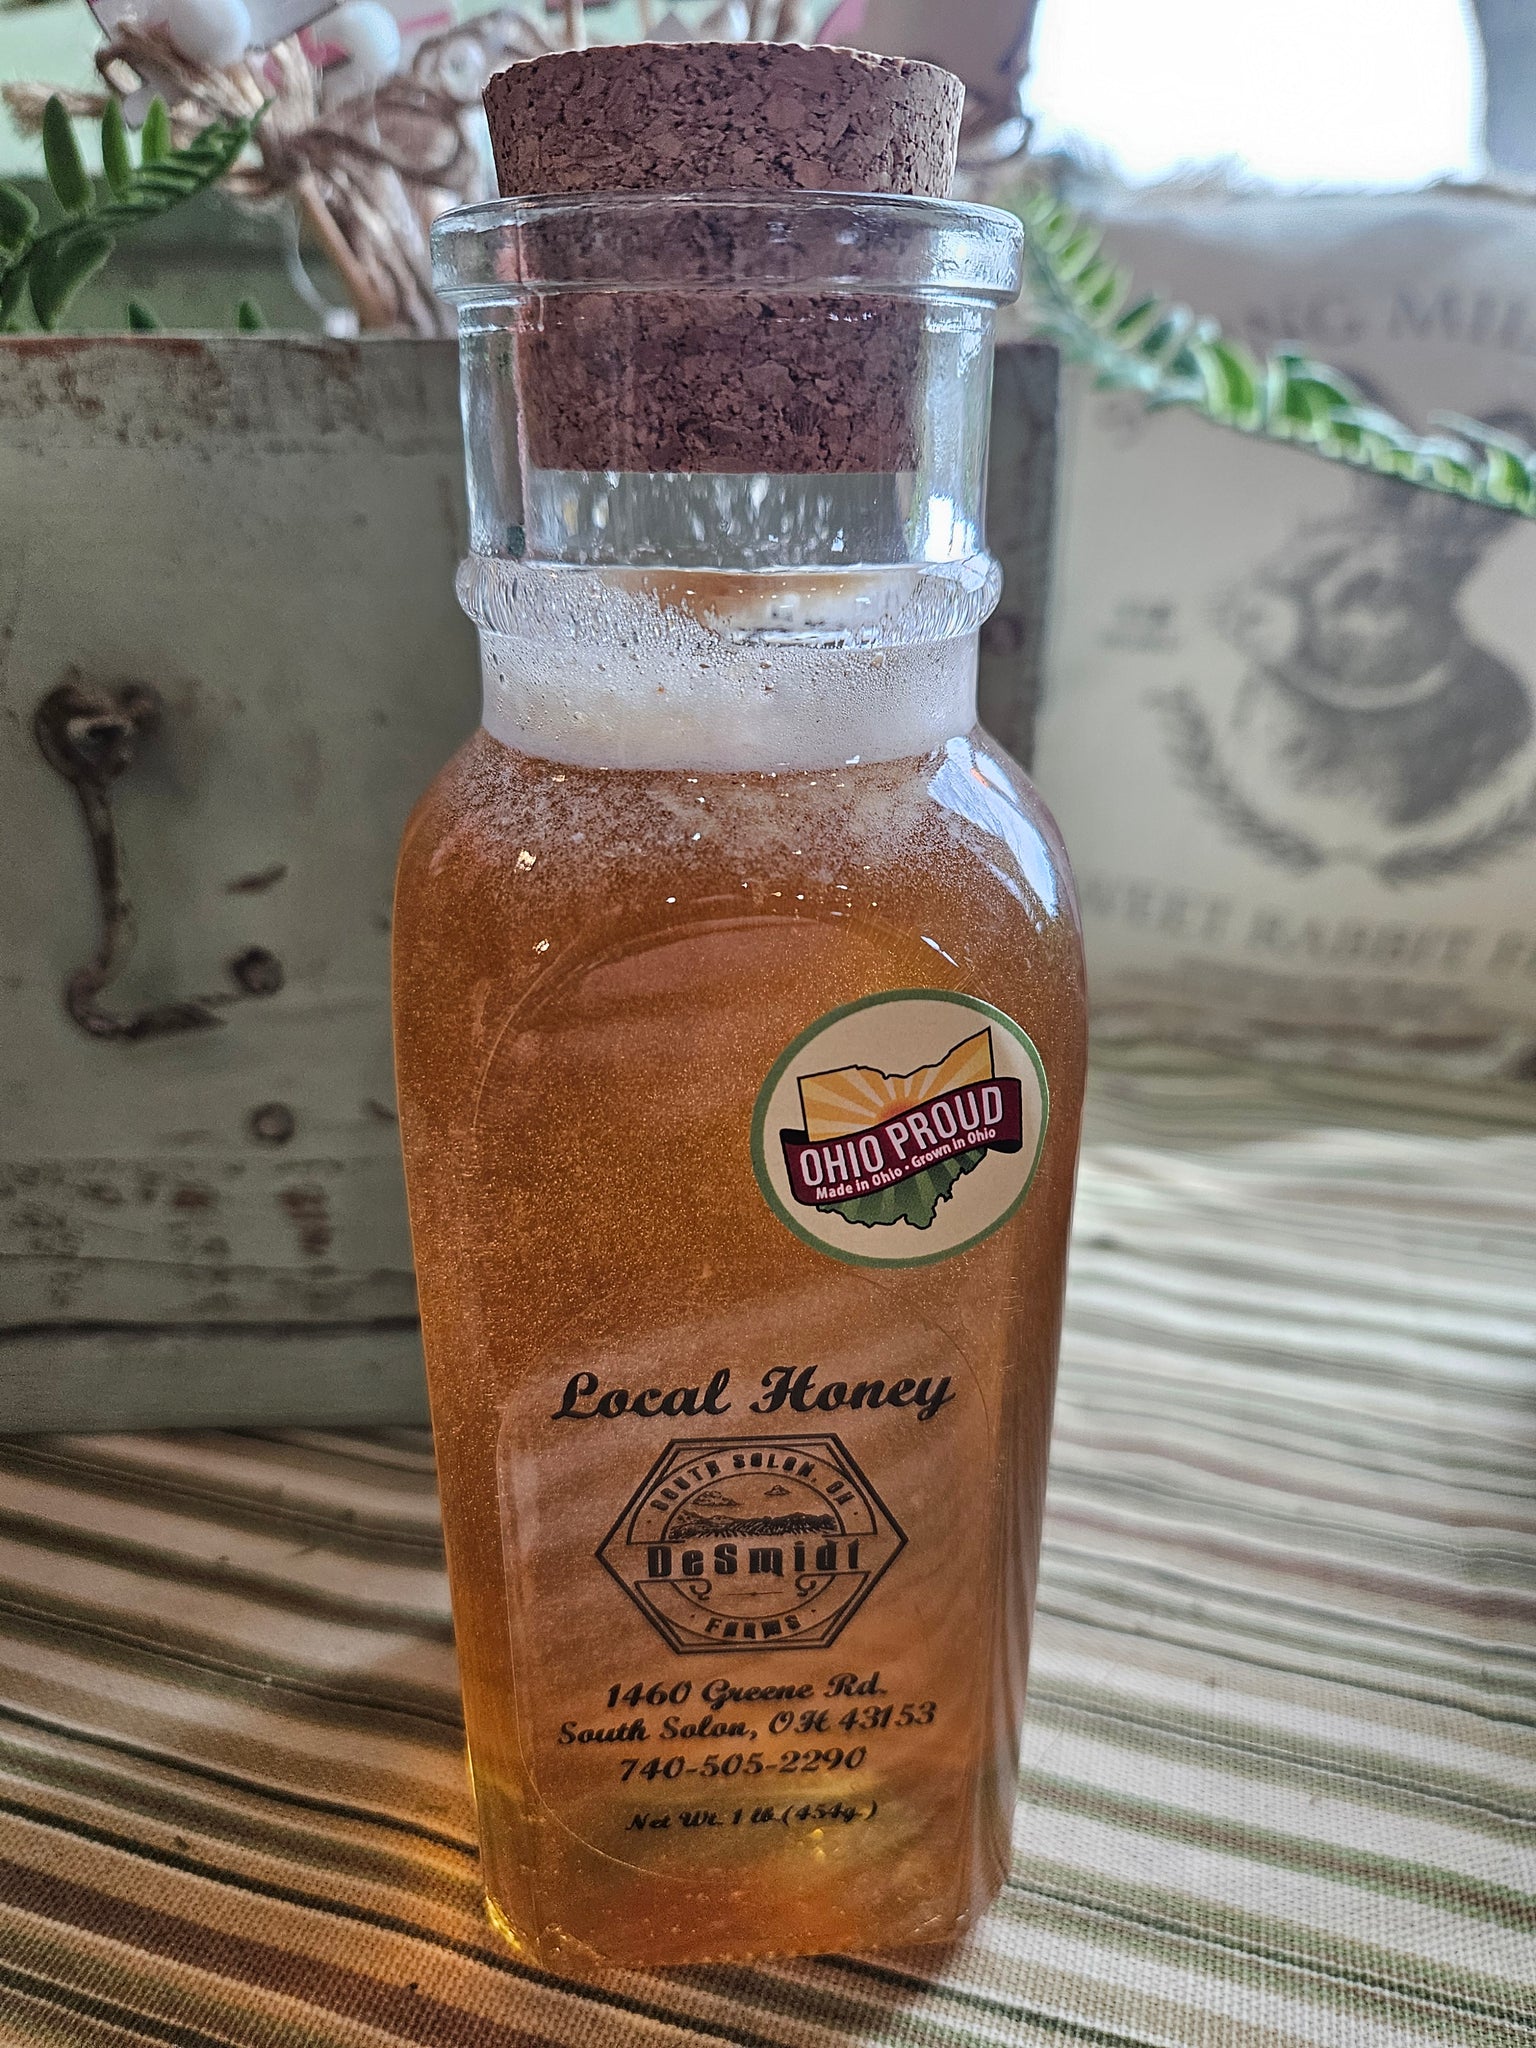 OHIO PROUD
Made in Ohio • Grown in Ohio
Local Honey
SOUTH SOLON, OH
DeSmidt
FARMS
1460 Greene Rd.
South Solon, OH 43153
740-505-2290
Net Wt. 1 lb (454g.)
RABBIT